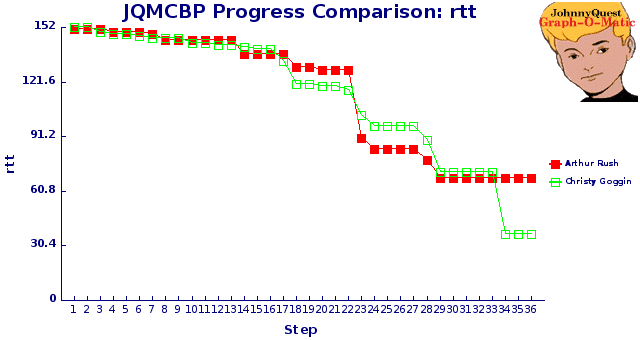 JQMCBP Progress Comparison: rtt
JohnnyQuest
Graph-O-Matic
152
121.6
91.2
60.8
30.4
0
rtt
Arthur Rush
Christy Goggin
1 2 3 4 5 6 7 8 9 10 11 12 13 14 15 16 17 18 19 20 21 22 23 24 25 26 27 28 29 30 31 32 33 34 35 36
Step